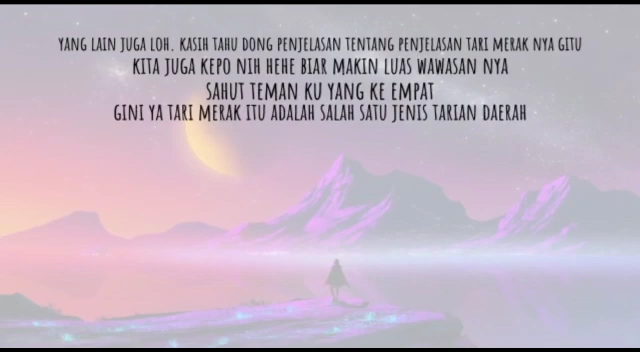 YANG LAIN JUGA LOH. KASIH TAHU DONG PENJELASAN TENTANG PENJELASAN TARI MERAK NYA GITU
KITA JUGA KEPO NIH HEHE BIAR MAKIN LUAS WAWASAN NYA
SAHUT TEMAN KU YANG KE EMPAT
GINI YA TARI MERAK ITU ADALAH SALAH SATU JENIS TARIAN DAERAH